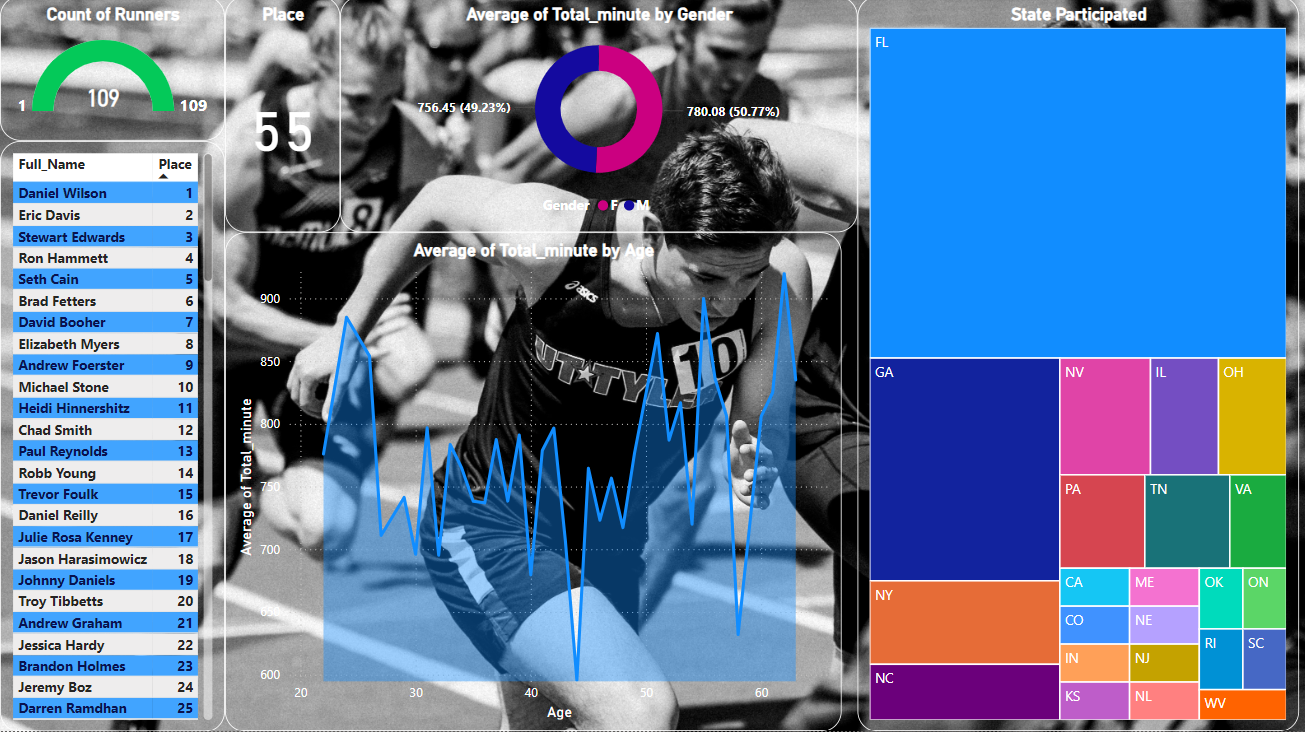 Count of Runners
1
109
109
Place
55
Average of Total_minute by Gender
756.45 (49.23%)
780.08 (50.77%)
Gender F M
State Participated
FL
GA
NV
IL
OH
PA
TN
VA
NY
CA
ME
OK
ON
CO
NE
RI
SC
IN
NJ
NC
KS
NL
WV
Full_Name Place
Daniel Wilson 1
Eric Davis 2
Stewart Edwards 3
Ron Hammett 4
Seth Cain 5
Brad Fetters 6
David Booher 7
Elizabeth Myers 8
Andrew Foerster 9
Michael Stone 10
Heidi Hinnershitz 11
Chad Smith 12
Paul Reynolds 13
Robb Young 14
Trevor Foulk 15
Daniel Reilly 16
Julie Rosa Kenney 17
Jason Harasimowicz 18
Johnny Daniels 19
Troy Tibbetts 20
Andrew Graham 21
Jessica Hardy 22
Brandon Holmes 23
Jeremy Boz 24
Darren Ramdhan 25
Average of Total_minute by Age
Average of Total_minute
900
850
800
750
700
650
600
20 30 40 50 60
Age
asics
UT★TYLER
10